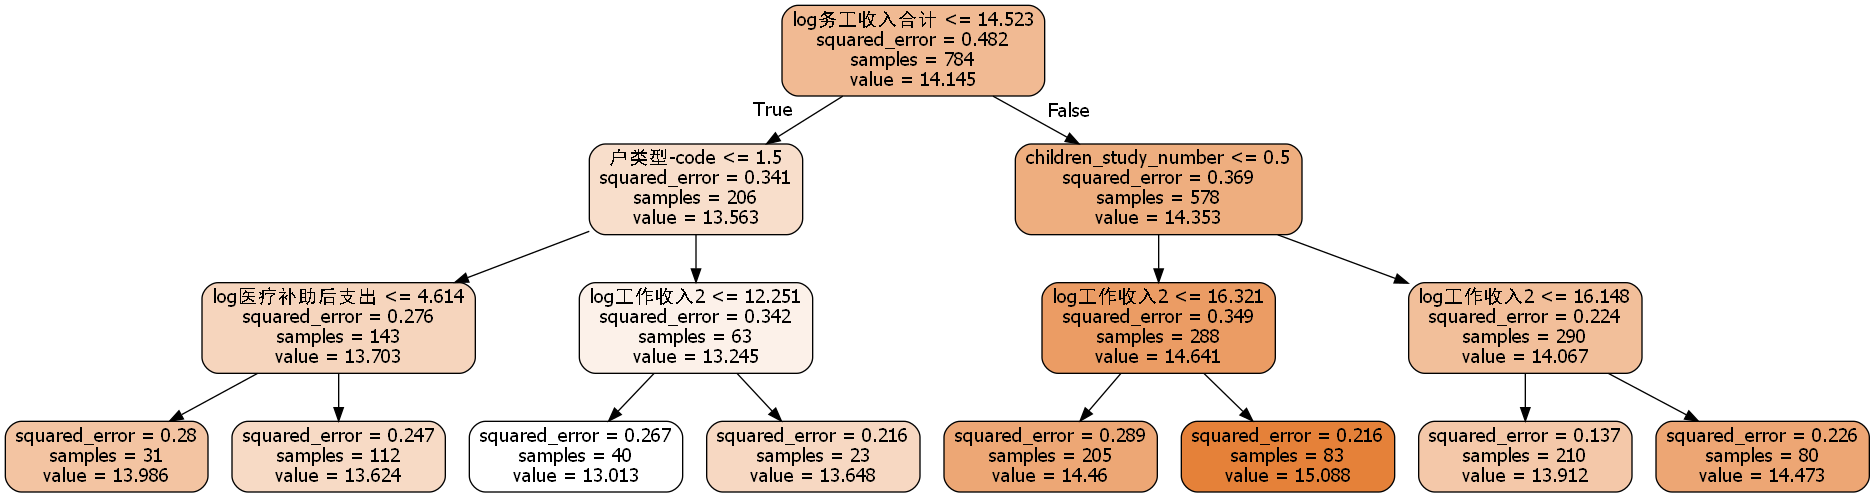 log务工收入合计 <= 14.523
squared_error = 0.482
samples = 784
value = 14.145
True
False
户类型-code <= 1.5
squared_error = 0.341
samples = 206
value = 13.563
children_study_number <= 0.5
squared_error = 0.369
samples = 578
value = 14.353
log医疗补助后支出 <= 4.614
squared_error = 0.276
samples = 143
value = 13.703
log工作收入2 <= 12.251
squared_error = 0.342
samples = 63
value = 13.245
log工作收入2 <= 16.321
squared_error = 0.349
samples = 288
value = 14.641
log工作收入2 <= 16.148
squared_error = 0.224
samples = 290
value = 14.067
squared_error = 0.28
samples = 31
value = 13.986
squared_error = 0.247
samples = 112
value = 13.624
squared_error = 0.267
samples = 40
value = 13.013
squared_error = 0.216
samples = 23
value = 13.648
squared_error = 0.289
samples = 205
value = 14.46
squared_error = 0.216
samples = 83
value = 15.088
squared_error = 0.137
samples = 210
value = 13.912
squared_error = 0.226
samples = 80
value = 14.473